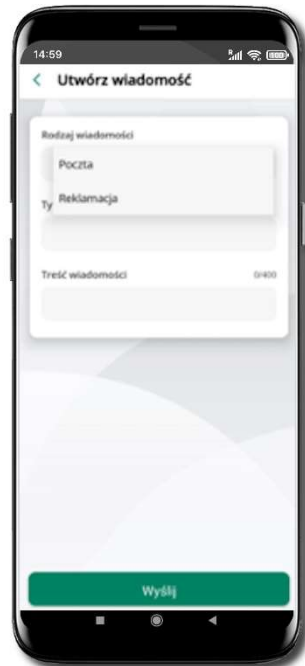 14:59
Utwórz wiadomość
Rodzaj wiadomości
Poczta
Ty
Reklamacja
Treść wiadomości 0/400
Wyślij